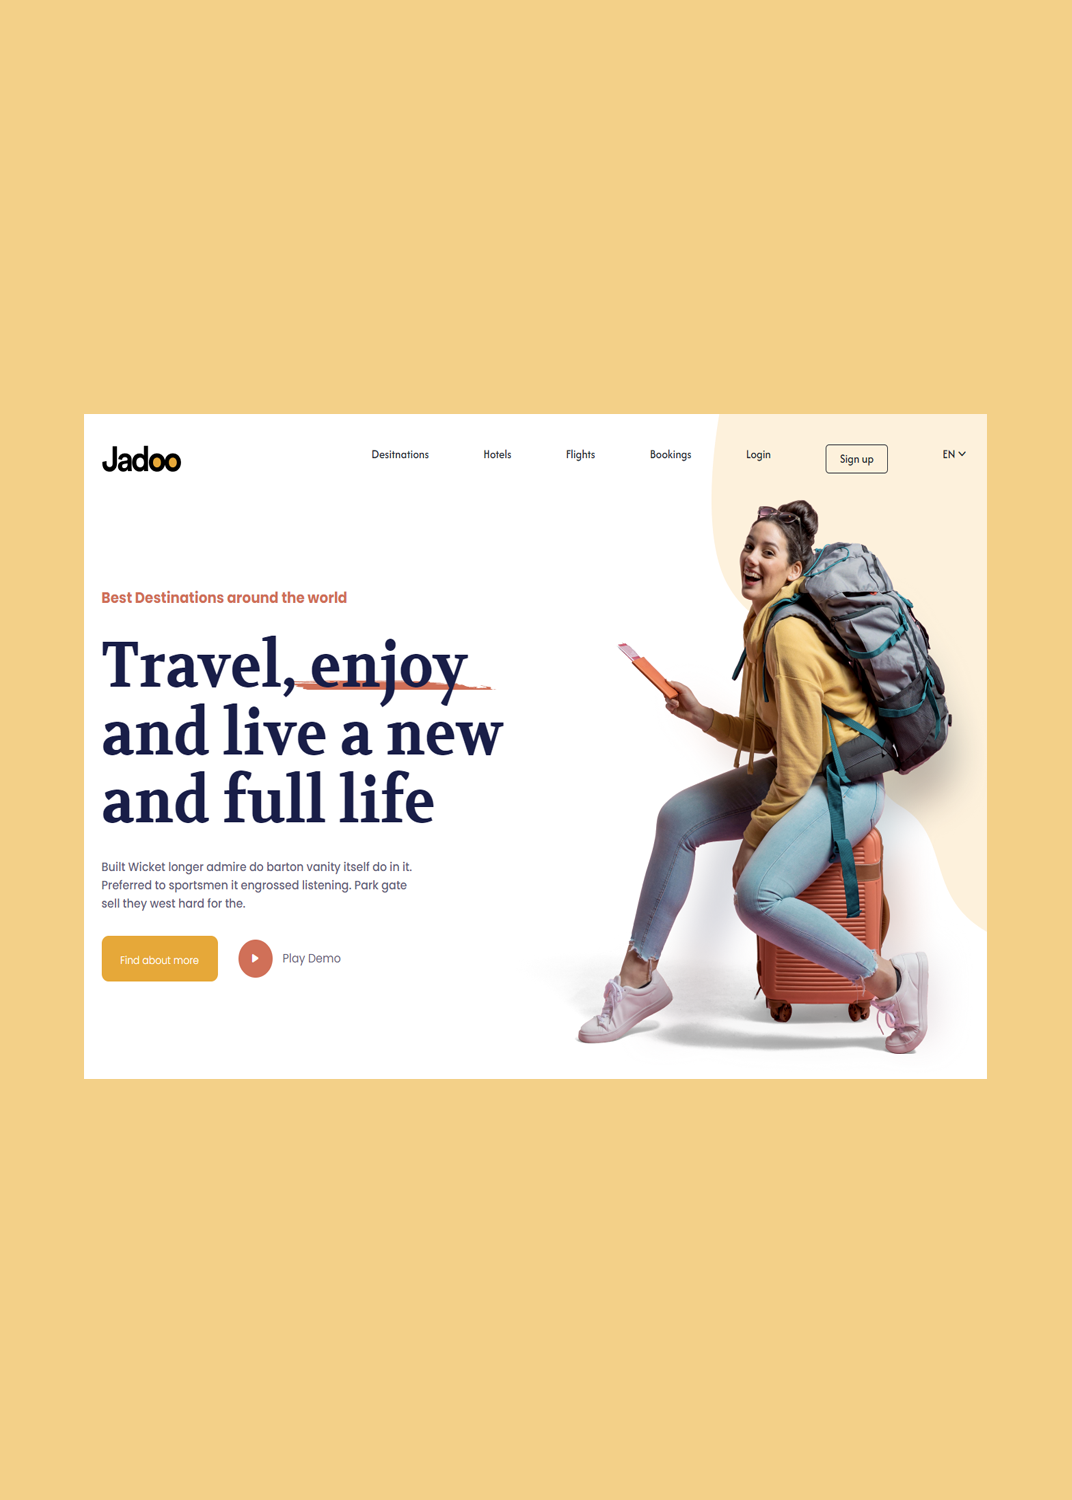 Jadoo
Desitnations Hotels Flights Bookings Login Sign up EN
Best Destinations around the world
Travel, enjoy
and live a new
and full life
Built Wicket longer admire do barton vanity itself do in it.
Preferred to sportsmen it engrossed listening. Park gate
sell they west hard for the.
Find about more Play Demo